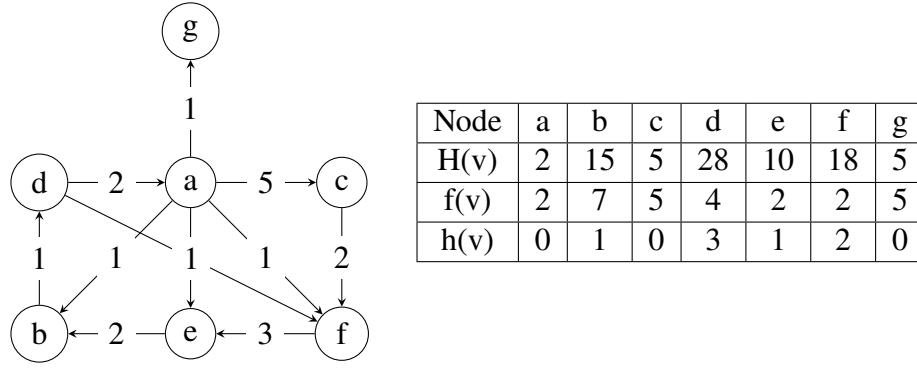 g
1
d 2 a 5 c
1 1 1 1 2
b 2 e 3 f
Node a b c d e f g
H(v) 2 15 5 28 10 18 5
f(v) 2 7 5 4 2 2 5
h(v) 0 1 0 3 1 2 0